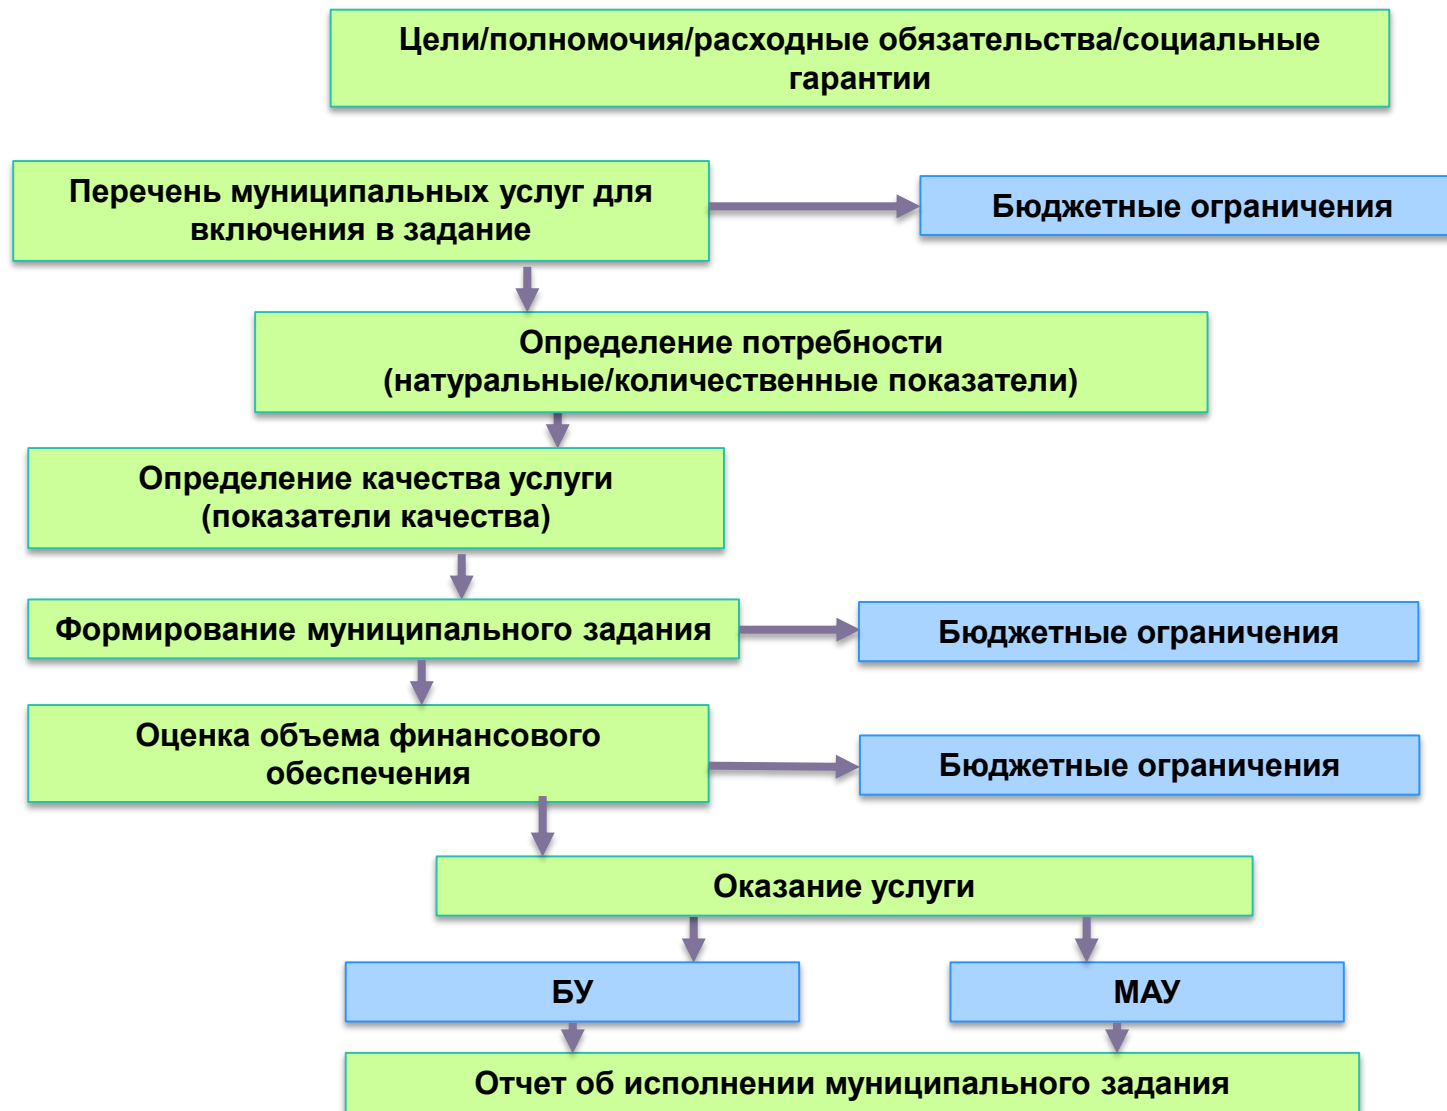 Цели/полномочия/расходные обязательства/социальные
гарантии
Перечень муниципальных услуг для
включения в задание
Бюджетные ограничения
Определение потребности
(натуральные/количественные показатели)
Определение качества услуги
(показатели качества)
Формирование муниципального задания
Бюджетные ограничения
Оценка объема финансового
обеспечения
Бюджетные ограничения
Оказание услуги
БУ
МАУ
Отчет об исполнении муниципального задания